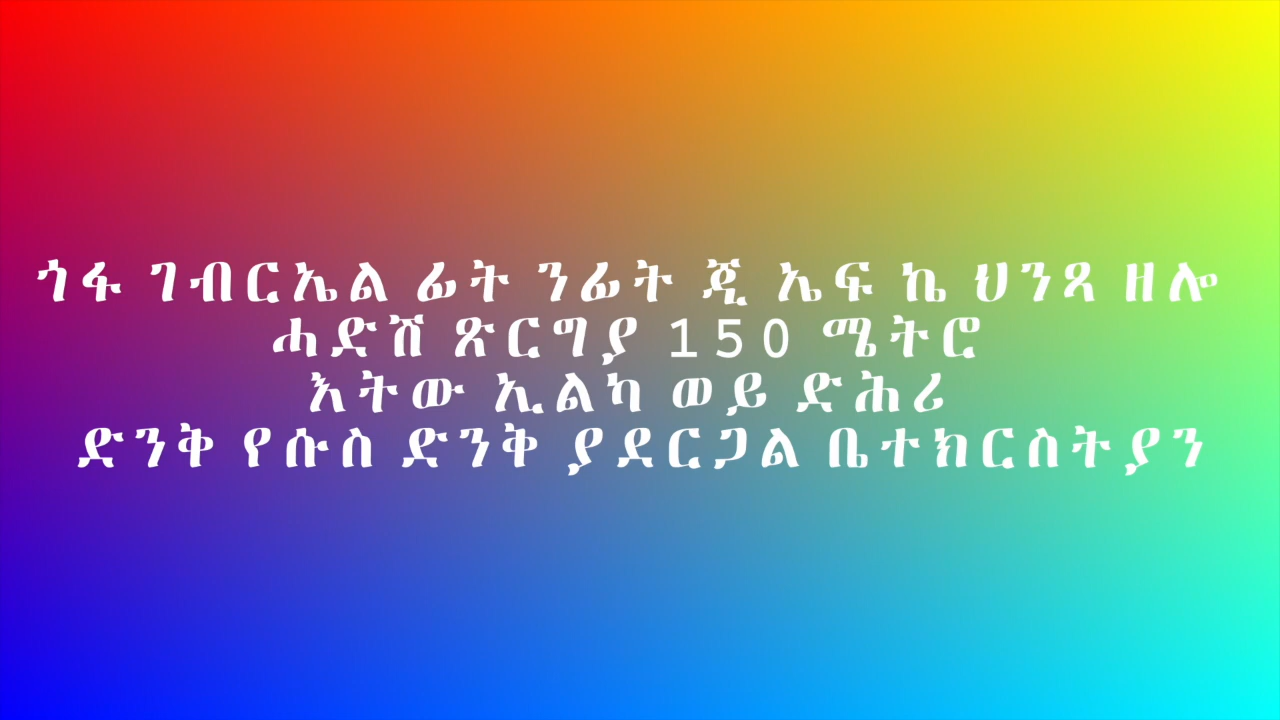 ጎፋ ገብርኤል ፊት ንፊት ጂ ኤፍ ኬ ህንጻ ዘሎ
ሓድሽ ጽርግያ 150 ሜትሮ
እትው ኢልካ ወይ ድሕሪ
ድንቅ የሱስ ድንቅ ያደርጋል ቤተክርስትያን